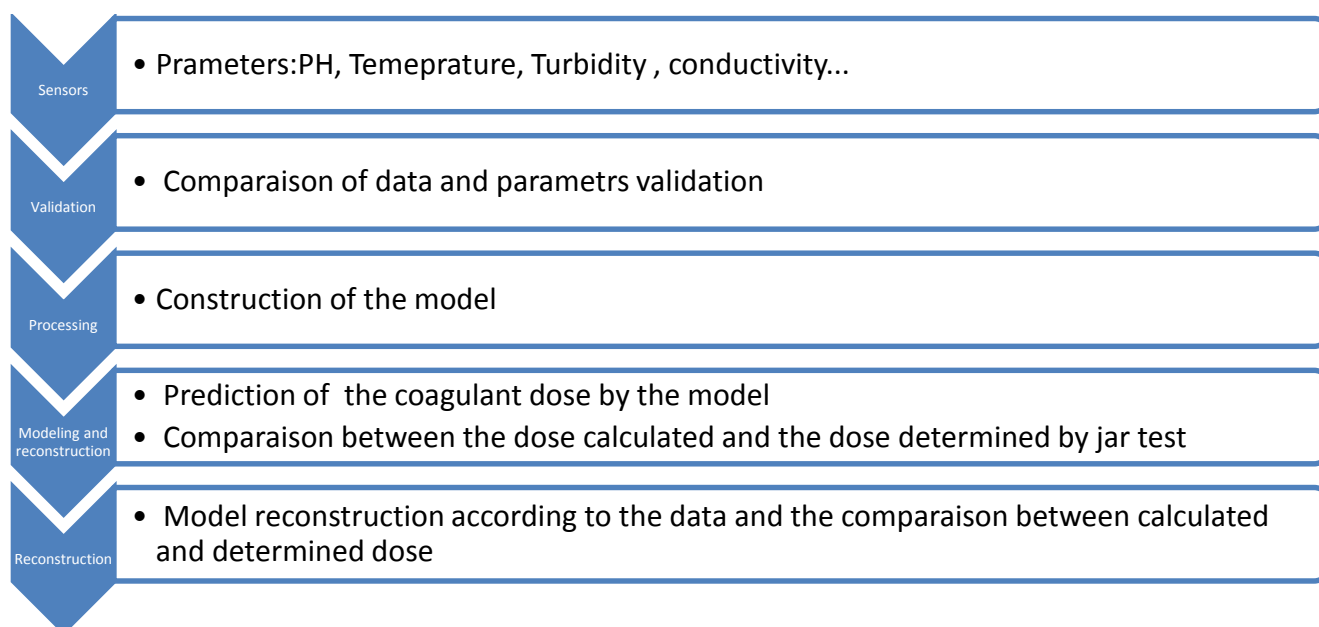 Sensors
• Prameters:PH, Temeprature, Turbidity , conductivity...
Validation
• Comparaison of data and parametrs validation
Processing
• Construction of the model
Modeling and
reconstruction
• Prediction of the coagulant dose by the model
• Comparaison between the dose calculated and the dose determined by jar test
Reconstruction
• Model reconstruction according to the data and the comparaison between calculated
and determined dose